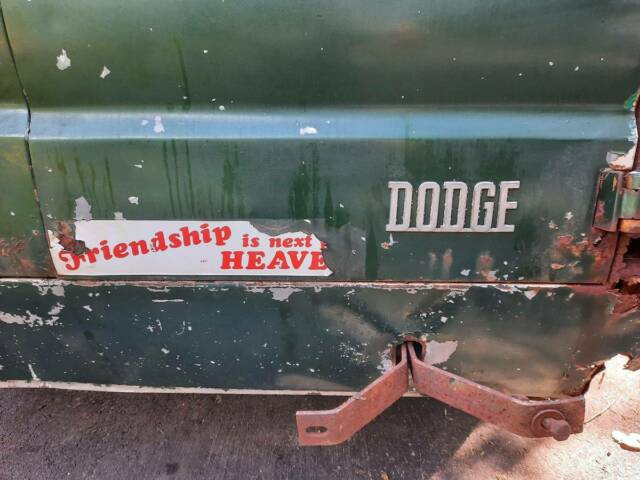 Friendship
is next
HEAVE
DODGE